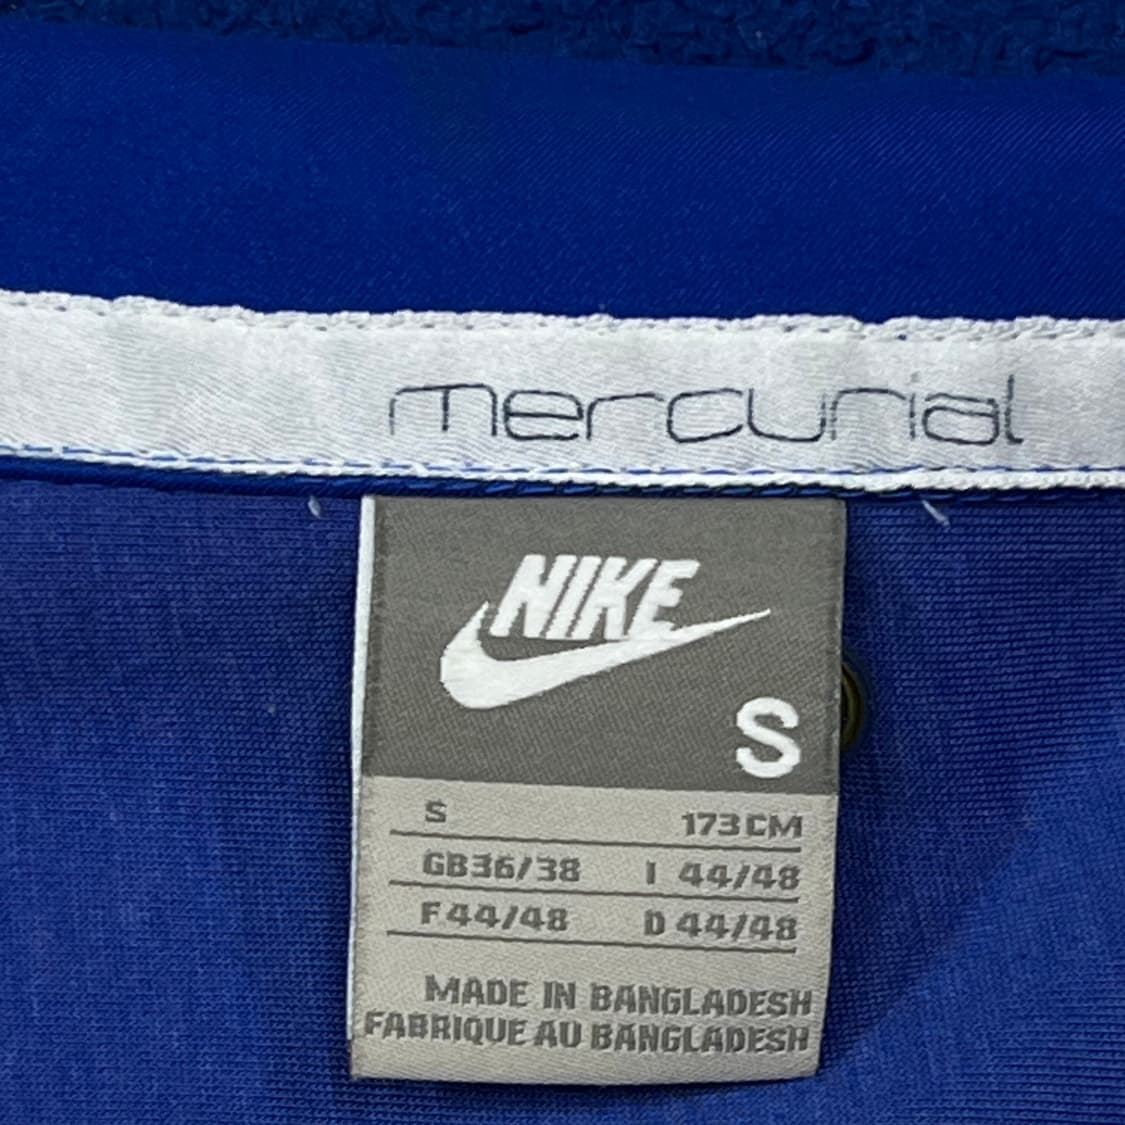 mercurial
NIKE
S
S 173CM
GB36/38 I 44/48
F44/48 D 44/48
MADE IN BANGLADESH
FABRIQUE AU BANGLADESH